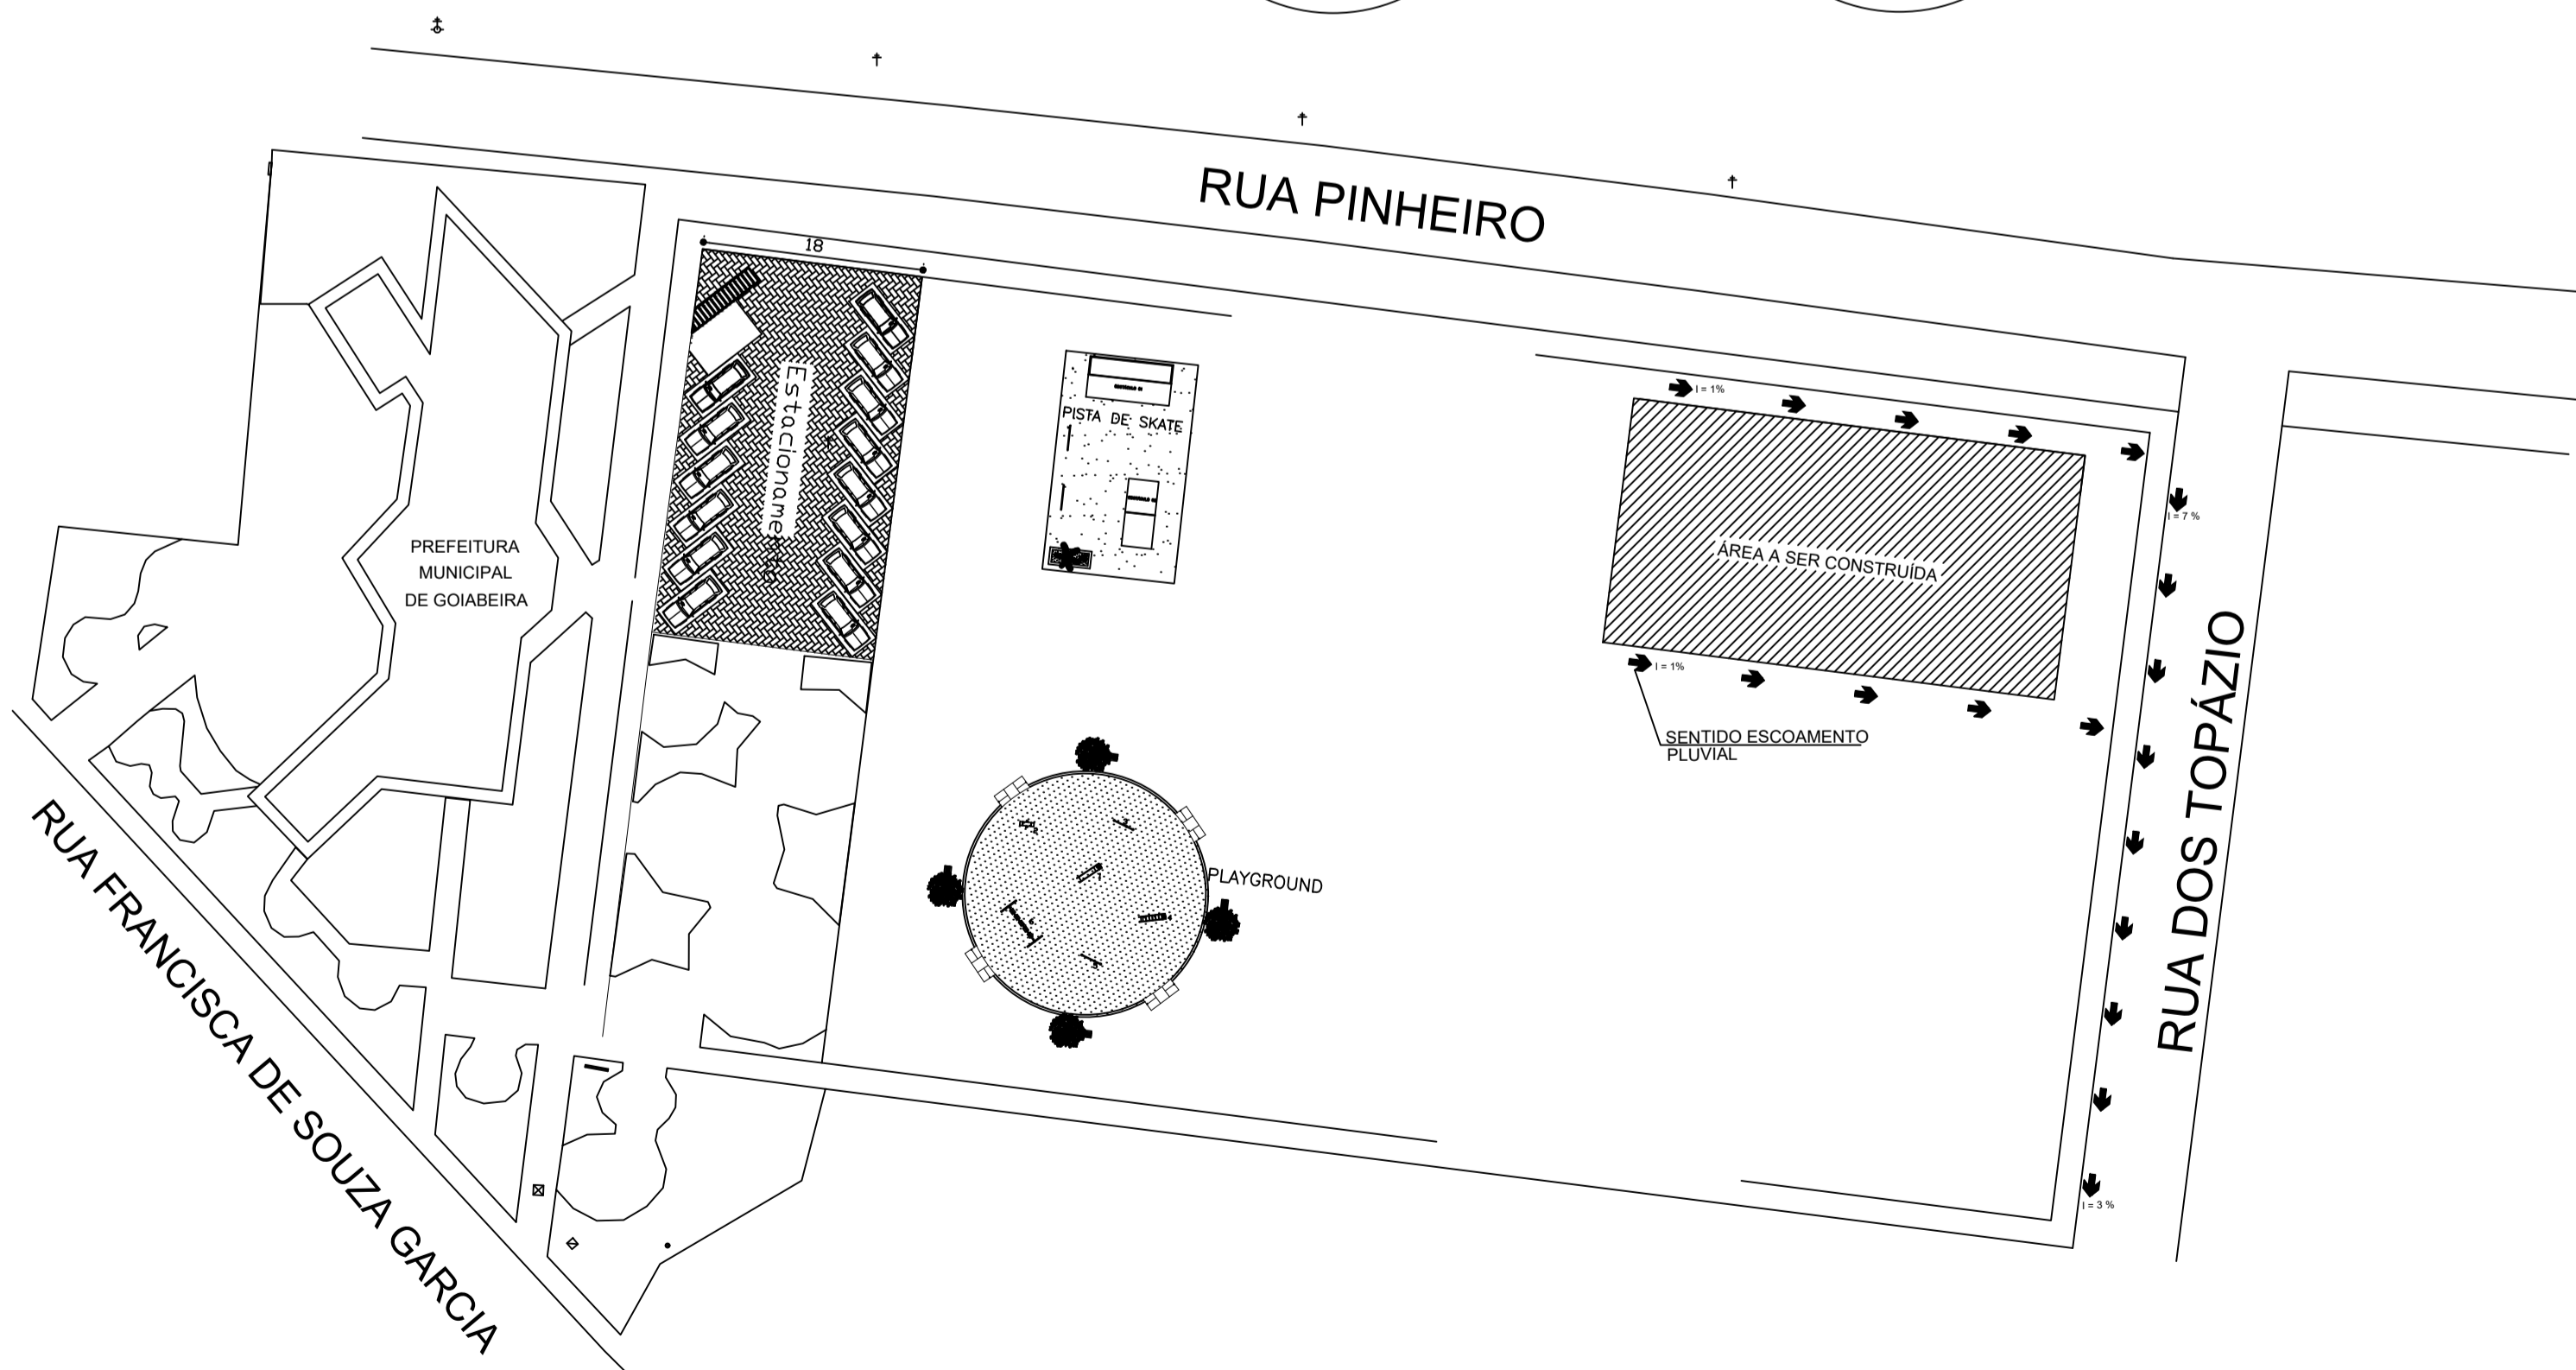 RUA PINHEIRO
18
Estacionamento
PISTA DE SKATE
I = 1%
I = 7 %
PREFEITURA
MUNICIPAL
DE GOIABEIRA
ÁREA A SER CONSTRUÍDA
I = 1%
SENTIDO ESCOAMENTO
PLUVIAL
RUA DOS TOPÁZIO
PLAYGROUND
RUA FRANCISCA DE SOUZA GARCIA
I = 3 %